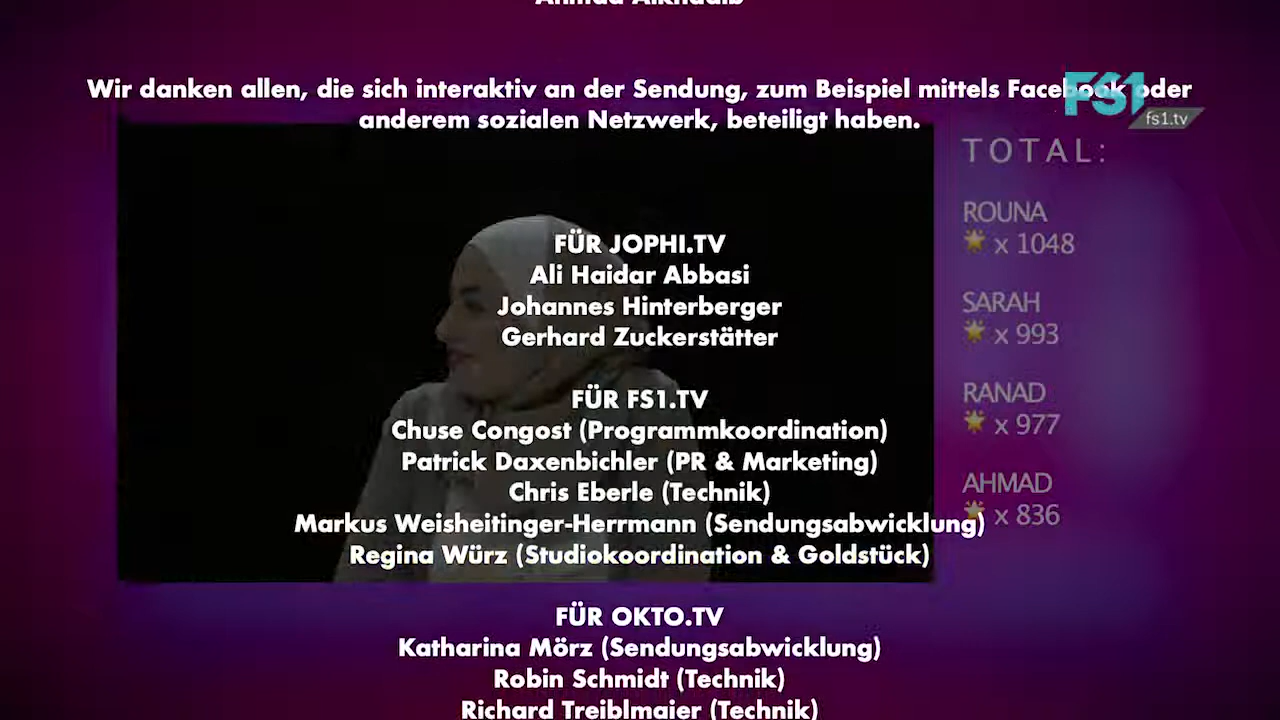 Ahmad Alkhadib
Wir danken allen, die sich interaktiv an der Sendung, zum Beispiel mittels Facebook oder
anderem sozialen Netzwerk, beteiligt haben.
FS1
fs1.tv
FÜR JOPHI.TV
Ali Haidar Abbasi
Johannes Hinterberger
Gerhard Zuckerstätter
FÜR FS1.TV
Chuse Congost (Programmkoordination)
Patrick Daxenbichler (PR & Marketing)
Chris Eberle (Technik)
Markus Weisheitinger-Herrmann (Sendungsabwicklung)
Regina Würz (Studiokoordination & Goldstück)
FÜR OKTO.TV
Katharina Mörz (Sendungsabwicklung)
Robin Schmidt (Technik)
Richard Treiblmaier (Technik)
TOTAL:
ROUNA
x 1048
SARAH
x 993
RANAD
x 977
AHMAD
x 836